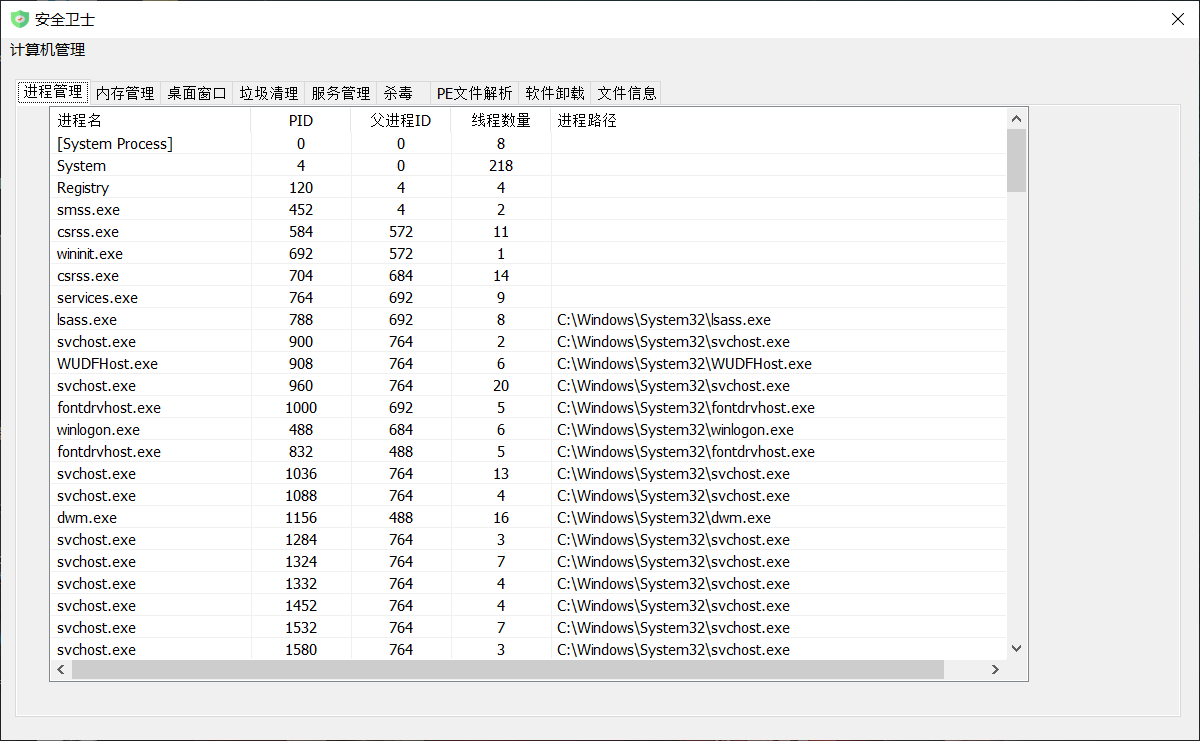 安全卫士
计算机管理
进程管理 内存管理 桌面窗口 垃圾清理 服务管理 杀毒 PE文件解析 软件卸载 文件信息
进程名 PID 父进程ID 线程数量 进程路径
[System Process] 0 0 8
System 4 0 218
Registry 120 4 4
smss.exe 452 4 2
csrss.exe 584 572 11
wininit.exe 692 572 1
csrss.exe 704 684 14
services.exe 764 692 9
lsass.exe 788 692 8 C:\Windows\System32\lsass.exe
svchost.exe 900 764 2 C:\Windows\System32\svchost.exe
WUDFHost.exe 908 764 6 C:\Windows\System32\WUDFHost.exe
svchost.exe 960 764 20 C:\Windows\System32\svchost.exe
fontdrvhost.exe 1000 692 5 C:\Windows\System32\fontdrvhost.exe
winlogon.exe 488 684 6 C:\Windows\System32\winlogon.exe
fontdrvhost.exe 832 488 5 C:\Windows\System32\fontdrvhost.exe
svchost.exe 1036 764 13 C:\Windows\System32\svchost.exe
svchost.exe 1088 764 4 C:\Windows\System32\svchost.exe
dwm.exe 1156 488 16 C:\Windows\System32\dwm.exe
svchost.exe 1284 764 3 C:\Windows\System32\svchost.exe
svchost.exe 1324 764 7 C:\Windows\System32\svchost.exe
svchost.exe 1332 764 4 C:\Windows\System32\svchost.exe
svchost.exe 1452 764 4 C:\Windows\System32\svchost.exe
svchost.exe 1532 764 7 C:\Windows\System32\svchost.exe
svchost.exe 1580 764 3 C:\Windows\System32\svchost.exe